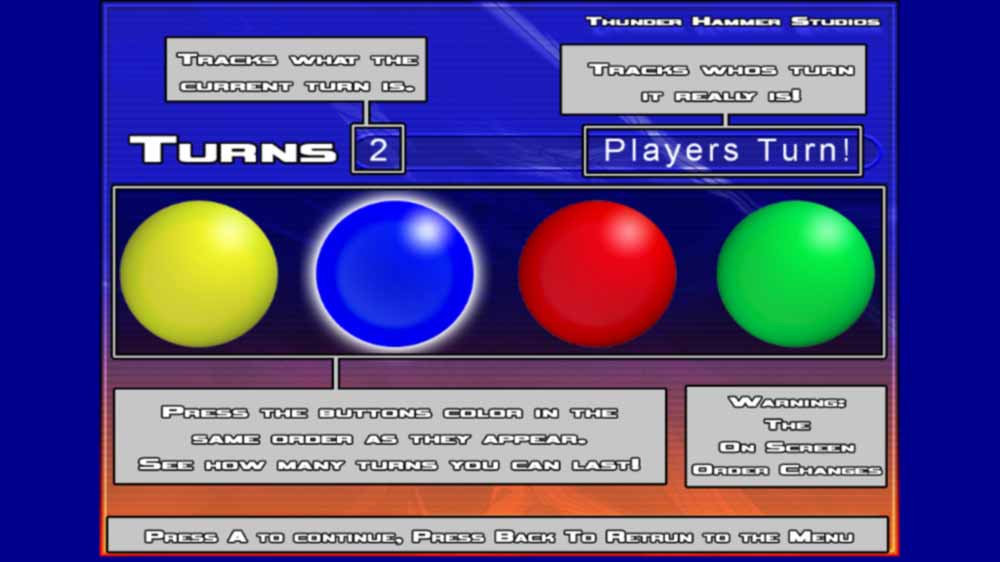 Thunder Hammer Studios
Tracks what the
current turn is.
Tracks whos turn
it really is!
Turns 2
Players Turn!
Press the buttons color in the
same order as they appear.
See how many turns you can last!
Warning:
The
On Screen
Order Changes
Press A to continue, Press Back To Retrun to the Menu